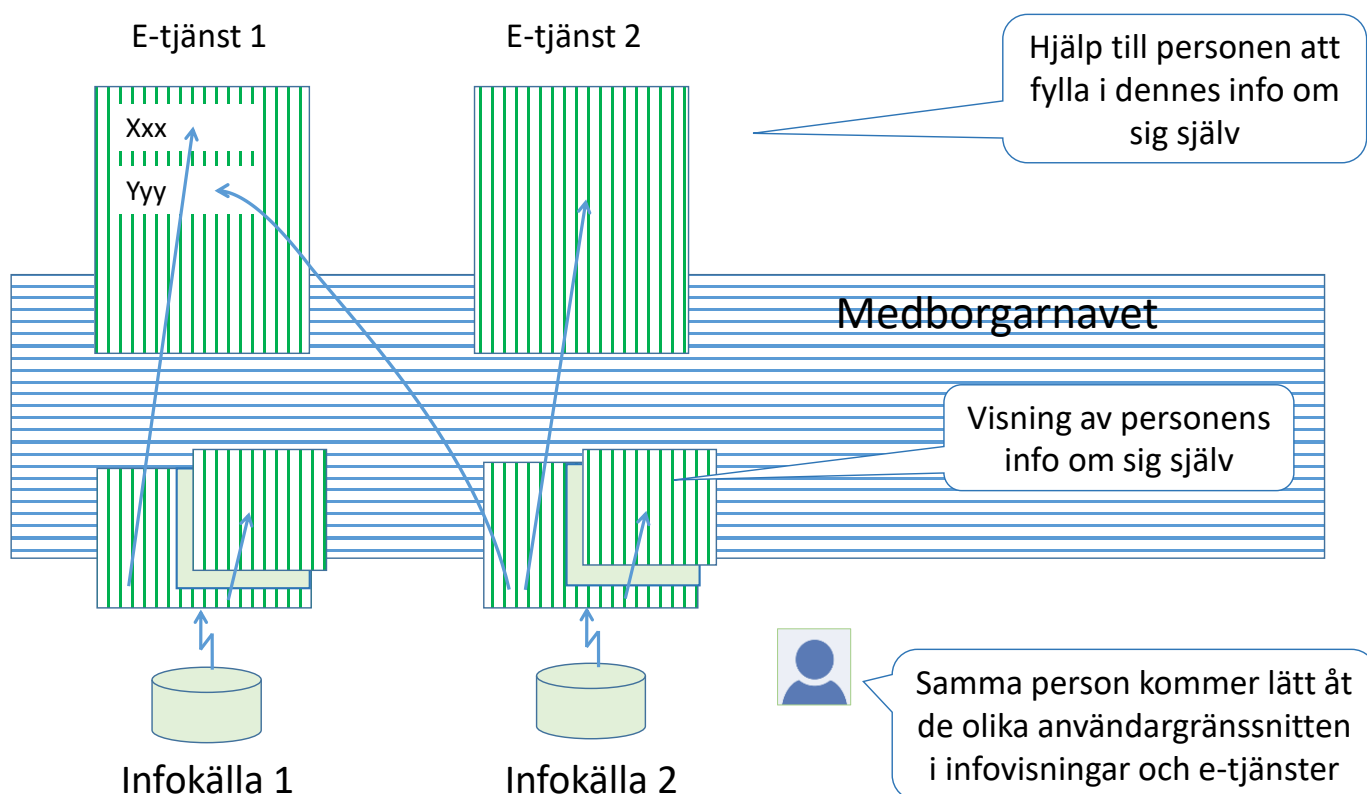 E-tjänst 1
E-tjänst 2
Hjälp till personen att
fylla i dennes info om
sig själv
Xxx
Yyy
Medborgarnavet
Visning av personens
info om sig själv
Samma person kommer lätt åt
de olika användargränssnitten
i infovisningar och e-tjänster
Infokälla 1
Infokälla 2